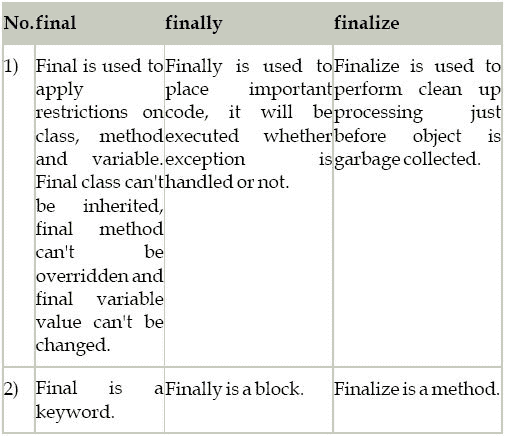 No. final finally finalize
1) Final is used to Finally is used to Finalize is used to
apply place important perform clean up
restrictions on code, it will be processing just
class, method executed whether before object is
and variable. exception is garbage collected.
Final class can't handled or not.
be inherited,
final method
can't be
overridden and
final variable
value can't be
changed.
2) Final is a Finally is a block. Finalize is a method.
keyword.